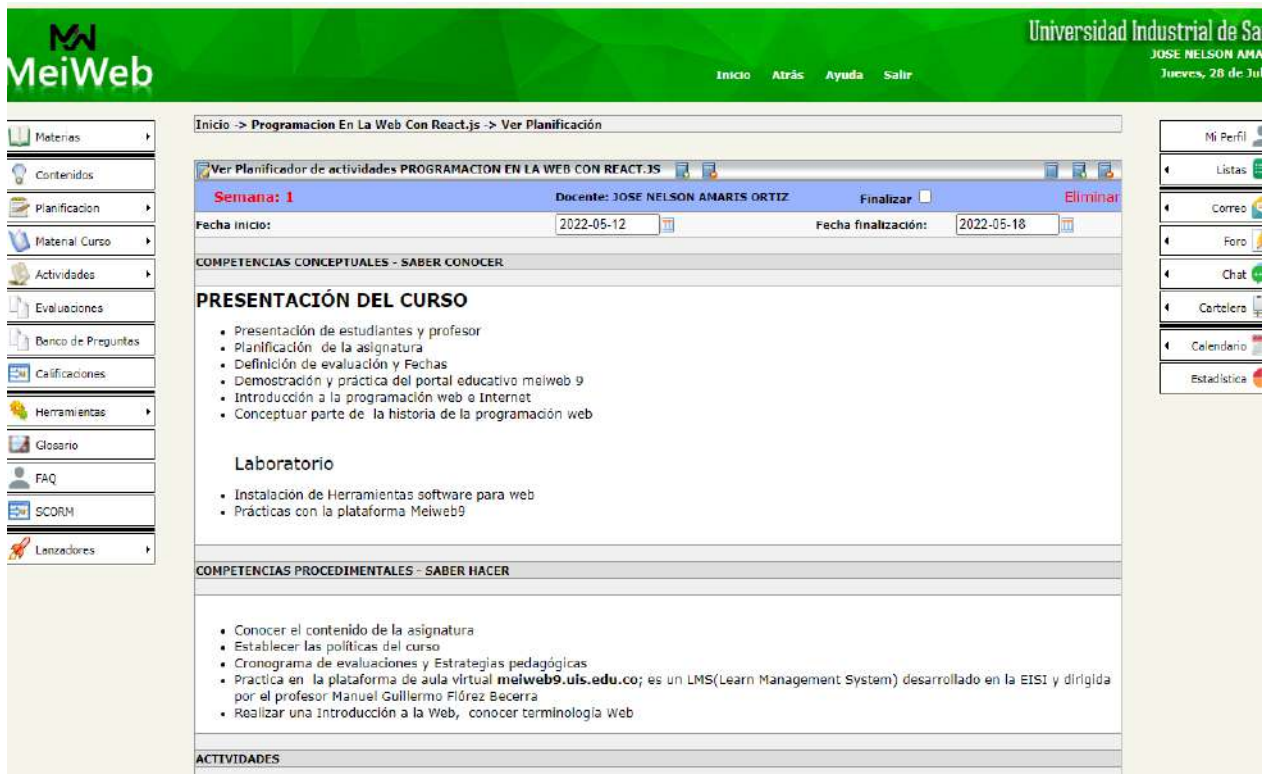 MeiWeb
Universidad Industrial de Sa
JOSE NELSON AMA
Jueves, 28 de Jul
Inicio Atrás Ayuda Salir
Materias
Contenidos
Planificacion
Material Curso
Actividades
Evaluaciones
Banco de Preguntas
Calificaciones
Herramientas
Glosario
FAQ
SCORM
Lanzadores
Inicio -> Programacion En La Web Con React.js -> Ver Planificación
Ver Planificador de actividades PROGRAMACION EN LA WEB CON REACT.JS
Semana: 1 Docente: JOSE NELSON AMARIS ORTIZ Finalizar Eliminar
Fecha inicio: 2022-05-12 Fecha finalización: 2022-05-18
COMPETENCIAS CONCEPTUALES - SABER CONOCER
PRESENTACIÓN DEL CURSO
• Presentación de estudiantes y profesor
• Planificación de la asignatura
• Definición de evaluación y Fechas
• Demostración y práctica del portal educativo meiweb 9
• Introducción a la programación web e Internet
• Conceptuar parte de la historia de la programación web
Laboratorio
• Instalación de Herramientas software para web
• Prácticas con la plataforma Meiweb9
COMPETENCIAS PROCEDIMENTALES - SABER HACER
• Conocer el contenido de la asignatura
• Establecer las políticas del curso
• Cronograma de evaluaciones y Estrategias pedagógicas
• Practica en la plataforma de aula virtual meiweb9.uis.edu.co; es un LMS(Learn Management System) desarrollado en la EISI y dirigida
por el profesor Manuel Guillermo Flórez Becerra
• Realizar una Introducción a la Web, conocer terminología Web
ACTIVIDADES
Mi Perfil
Listas
Correo
Foro
Chat
Cartelera
Calendario
Estadística